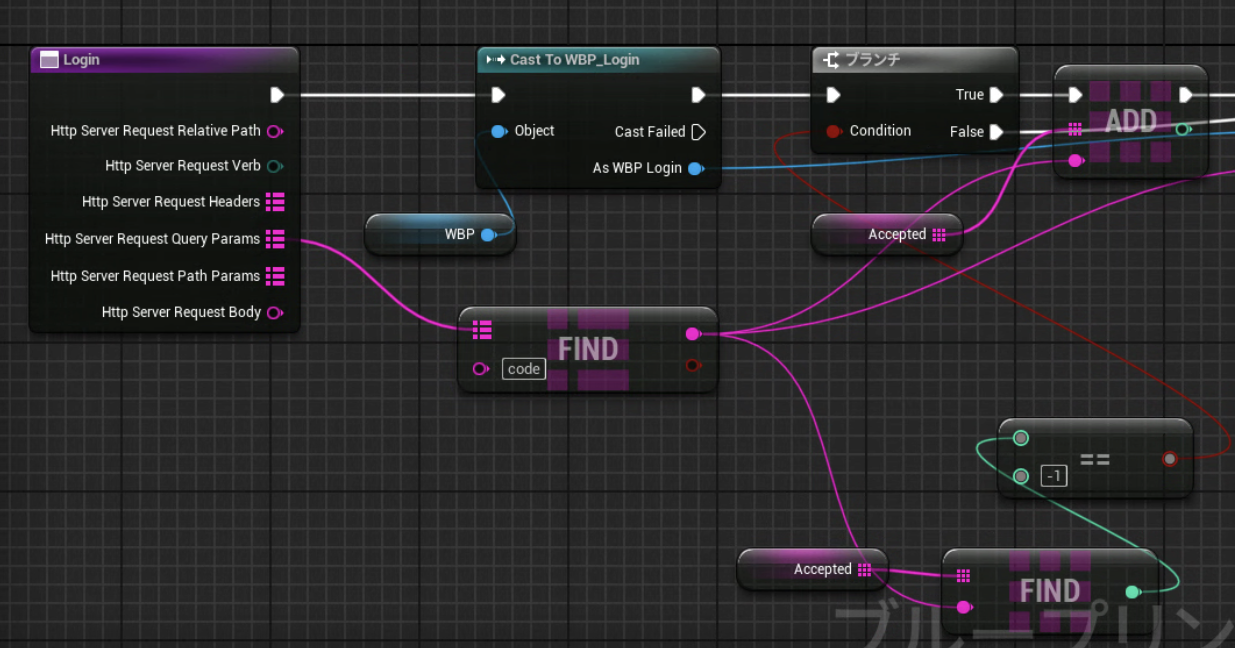 Login
Http Server Request Relative Path
Http Server Request Verb
Http Server Request Headers
Http Server Request Query Params
Http Server Request Path Params
Http Server Request Body
Cast To WBP_Login
Object
Cast Failed
As WBP Login
WBP
FIND
code
ブランチ
True
Condition
False
ADD
Accepted
==
-1
Accepted
FIND
ブループリン